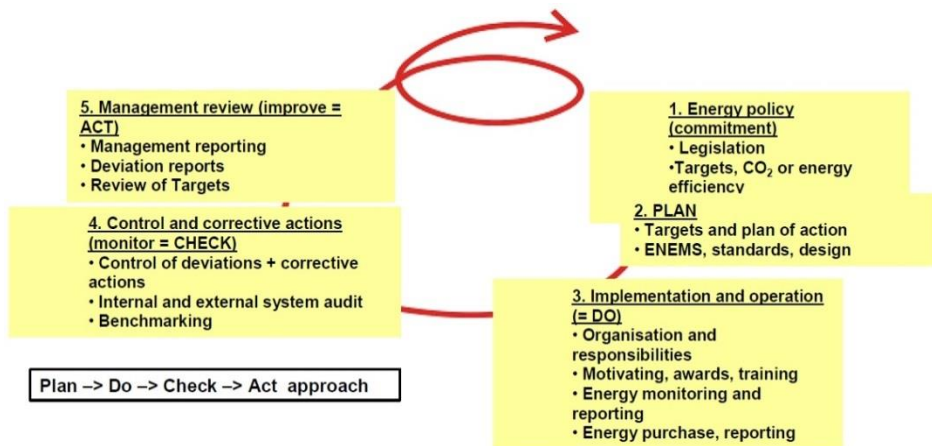 1. Energy policy
(commitment)
• Legislation
•Targets, CO₂ or energy
efficiency
2. PLAN
• Targets and plan of action
• ENEMS, standards, design
3. Implementation and operation
(= DO)
• Organisation and
responsibilities
• Motivating, awards, training
• Energy monitoring and
reporting
• Energy purchase, reporting
4. Control and corrective actions
(monitor = CHECK)
• Control of deviations + corrective
actions
• Internal and external system audit
• Benchmarking
5. Management review (improve =
ACT)
• Management reporting
• Deviation reports
• Review of Targets
Plan –> Do –> Check –> Act approach